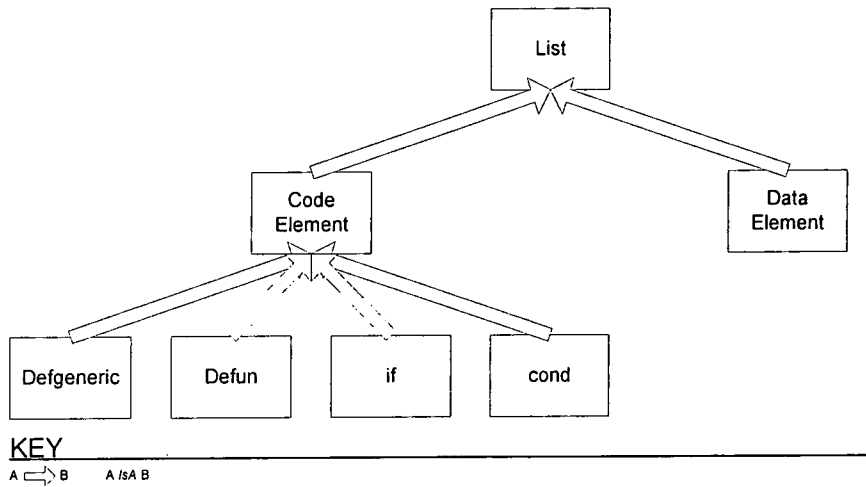 List
Code
Element
Data
Element
Defgeneric
Defun
if
cond
KEY
A B A IsA B